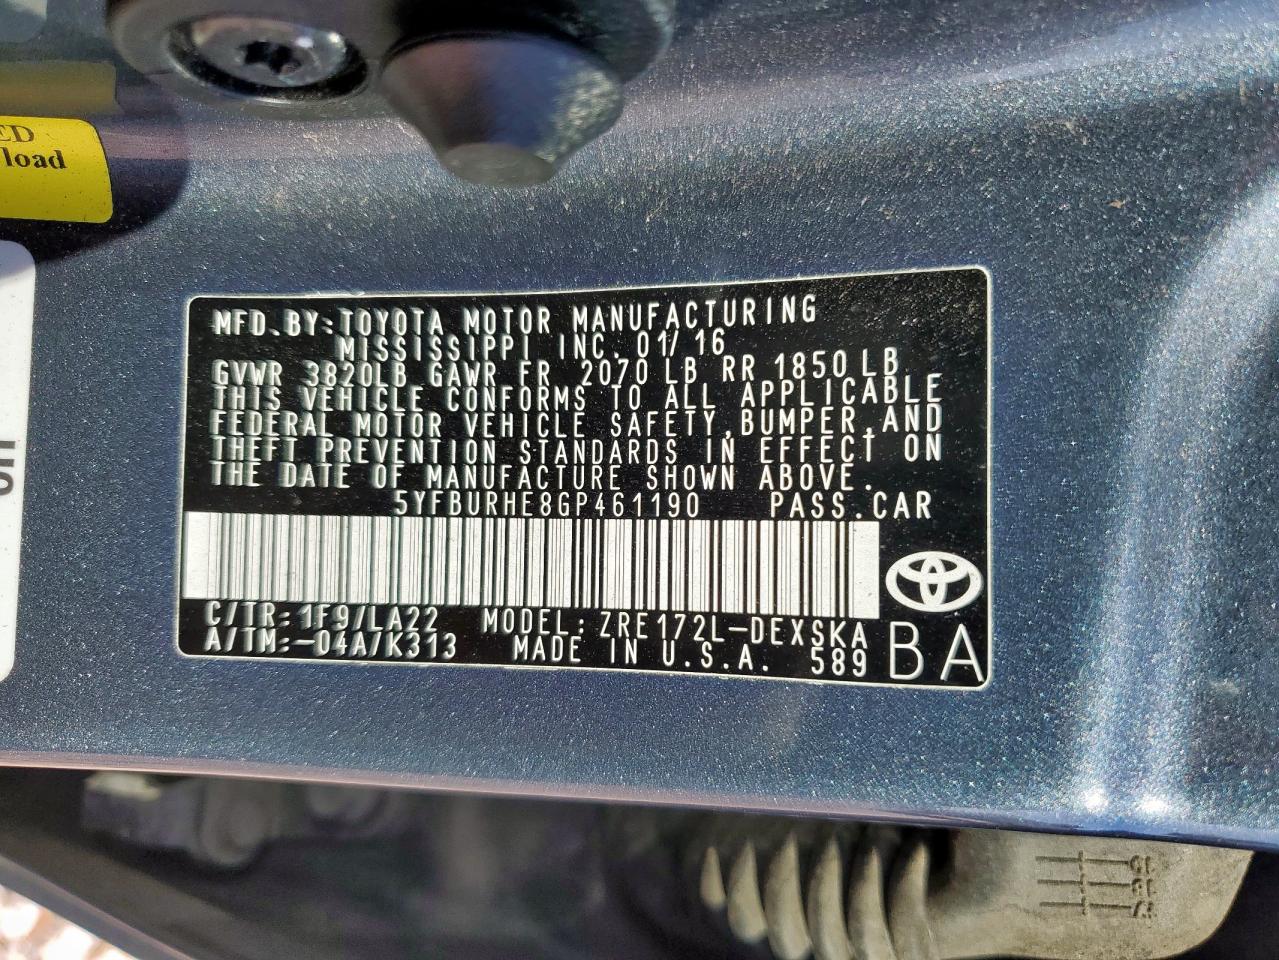 ED
load
MFD.BY:TOYOTA MOTOR MANUFACTURING
MISSISSIPPI INC. 01/16
GVWR 3820LB GAWR FR 2070 LB RR 1850 LB
THIS VEHICLE CONFORMS TO ALL APPLICABLE
FEDERAL MOTOR VEHICLE SAFETY,BUMPER,AND
THEFT PREVENTION STANDARDS IN EFFECT ON
THE DATE OF MANUFACTURE SHOWN ABOVE.
5YFBURHE8GP461190 PASS.CAR
C/TR:1F9/LA22 MODEL:ZRE172L-DEXSKA
A/TM:-04A/K313 MADE IN U.S.A. 589
BA